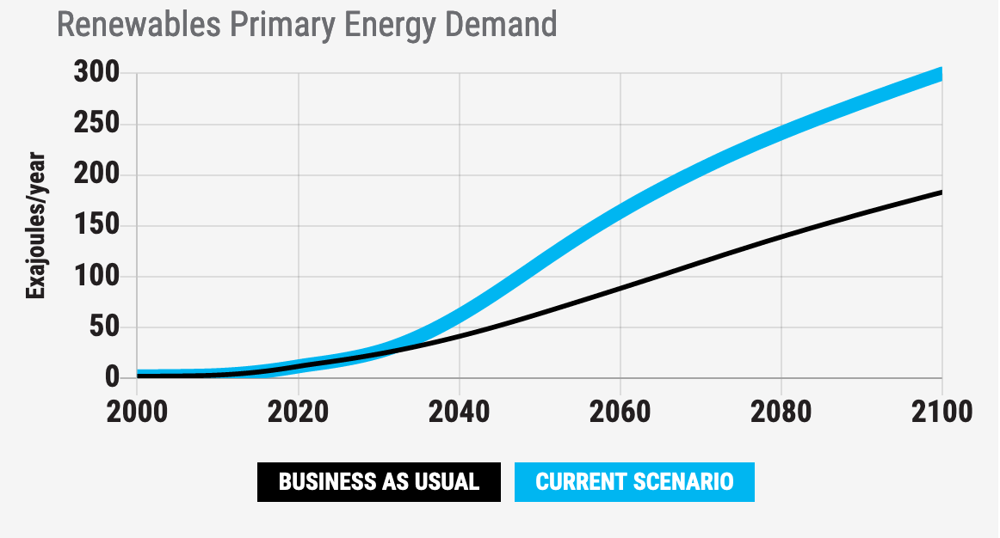 Renewables Primary Energy Demand
300
250
200
150
100
50
0
Exajoules/year
2000 2020 2040 2060 2080 2100
BUSINESS AS USUAL CURRENT SCENARIO